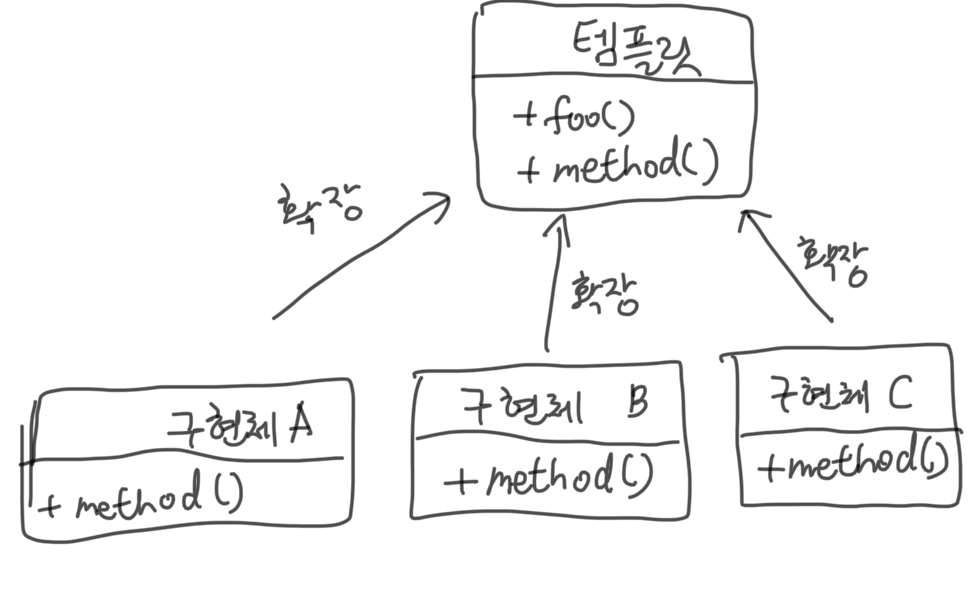 템플릿
+ foo()
+ method()
확장
확장
확장
구현체 A
+ method()
구현체 B
+ method()
구현체 C
+method()